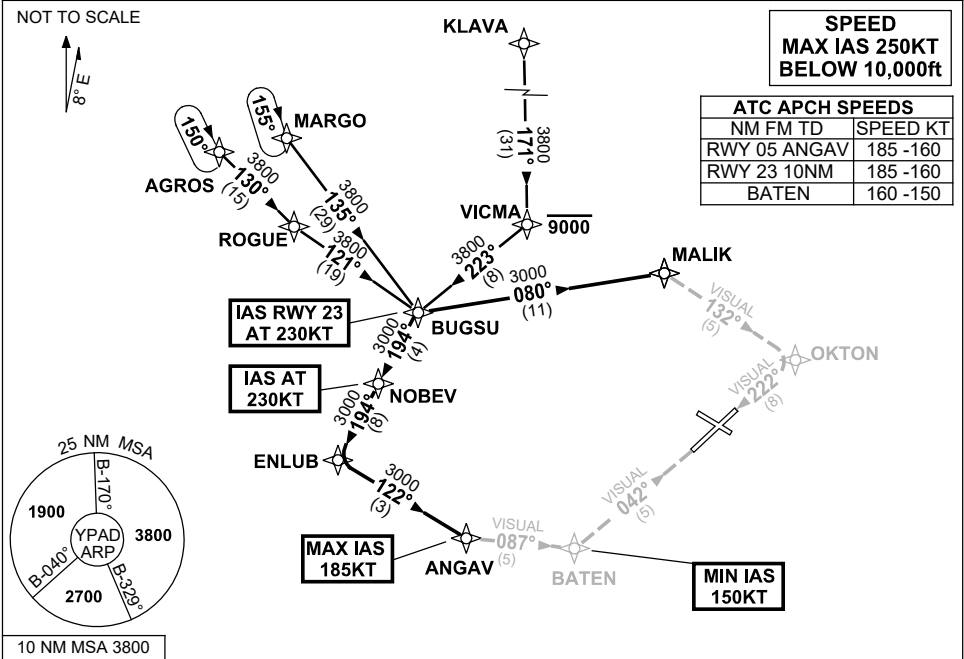 NOT TO SCALE
8° E
KLAVA
SPEED
MAX IAS 250KT
BELOW 10,000ft
ATC APCH SPEEDS
NM FM TD SPEED KT
RWY 05 ANGAV 185 -160
RWY 23 10NM 185 -160
BATEN 160 -150
3800
171°
(31)
155°
MARGO
150°
AGROS
3800
130°
(15)
3800
135°
(29)
ROGUE
3800
121°
(19)
VICMA
9000
3800
223°
(8)
MALIK
3000
080°
(11)
IAS RWY 23
AT 230KT
BUGSU
VISUAL
132°
(5)
OKTON
3000
194°
(4)
IAS AT
230KT
NOBEV
VISUAL
222°
(8)
3000
194°
(8)
ENLUB
3000
122°
(3)
VISUAL
042°
(5)
MAX IAS
185KT
ANGAV
VISUAL
087°
(5)
BATEN
MIN IAS
150KT
25 NM MSA
B-170°
1900
YPAD
ARP
3800
B-040°
B-329°
2700
10 NM MSA 3800